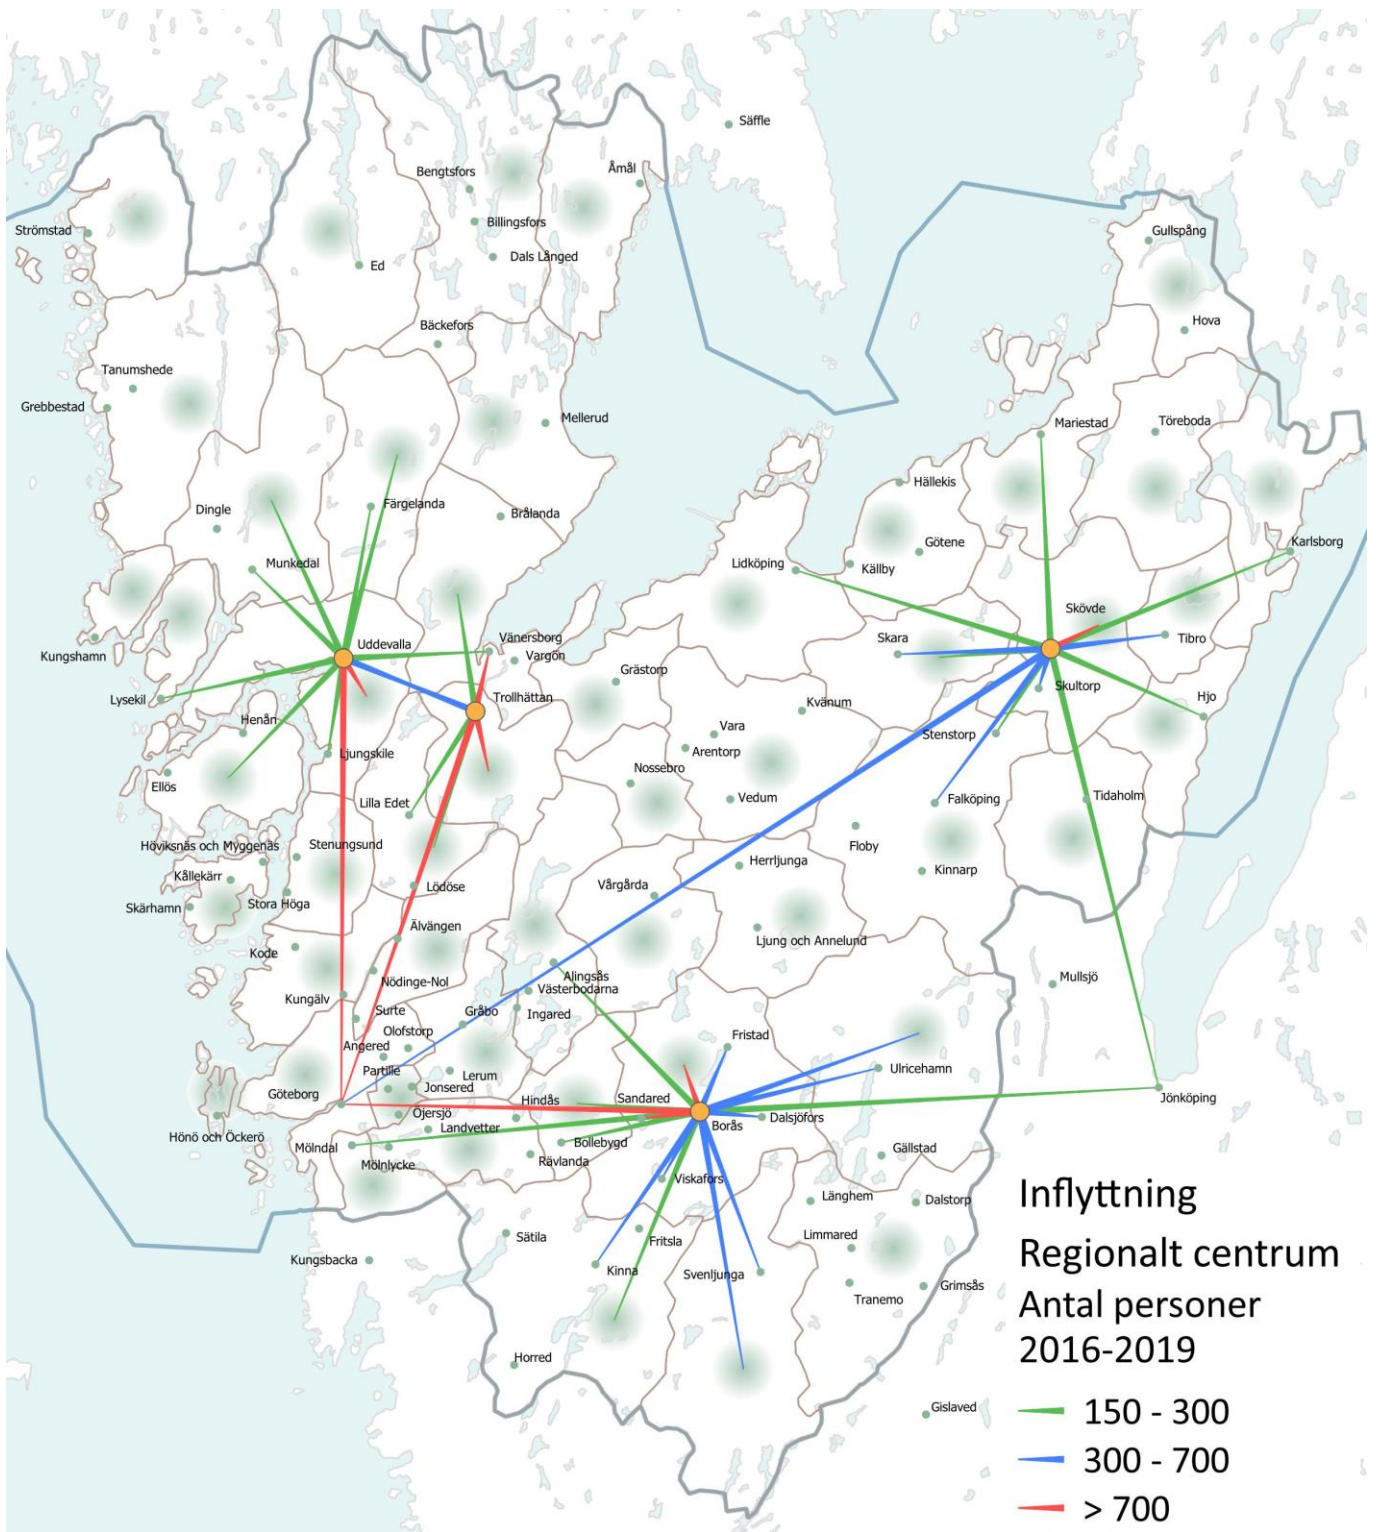 Säffle
Åmål
Bengtsfors
Billingsfors
Strömstad
Gullspång
Dals Långed
Ed
Hova
Bäckefors
Tanumshede
Grebbestad
Mellerud
Mariestad
Töreboda
Hällekis
Färgelanda
Dingle
Brålanda
Götene
Karlsborg
Munkedal
Lidköping
Källby
Skövde
Uddevalla
Vänersborg
Skara
Tibro
Kungshamn
Vargön
Grästorp
Skultorp
Lysekil
Trollhättan
Hjo
Kvänum
Henån
Vara
Stenstorp
Arentorp
Ljungskile
Nossebro
Ellös
Lilla Edet
Vedum
Falköping
Tidaholm
Höviksnäs och Myggenäs
Stenungsund
Floby
Herrljunga
Kinnarp
Kållekärr
Lödöse
Vårgårda
Skärhamn
Stora Höga
Älvängen
Ljung och Annelund
Kode
Alingsås
Mullsjö
Nödinge-Nol
Västerbodarna
Kungälv
Surte
Gråbo
Ingared
Olofstorp
Fristad
Angered
Partille
Lerum
Ulricehamn
Göteborg
Jonsered
Hindås
Sandared
Jönköping
Öjersjö
Dalsjöfors
Landvetter
Borås
Hönö och Öckerö
Mölndal
Bollebygd
Gällstad
Mölnlycke
Rävlanda
Viskafors
Länghem
Dalstorp
Sätila
Fritsla
Limmared
Kungsbacka
Kinna
Svenljunga
Grimsås
Tranemo
Horred
Gislaved
Inflyttning
Regionalt centrum
Antal personer
2016-2019
150 - 300
300 - 700
> 700